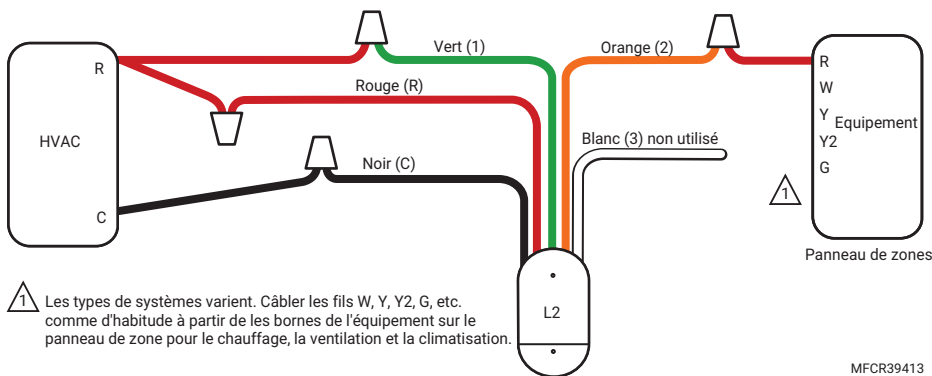 HVAC
R
C
Vert (1)
Rouge (R)
Noir (C)
Orange (2)
Blanc (3) non utilisé
L2
R
W
Y
Y2
G
Equipement
1
Panneau de zones
1
Les types de systèmes varient. Câbler les fils W, Y, Y2, G, etc.
comme d'habitude à partir de les bornes de l'équipement sur le
panneau de zone pour le chauffage, la ventilation et la climatisation.
MFCR39413